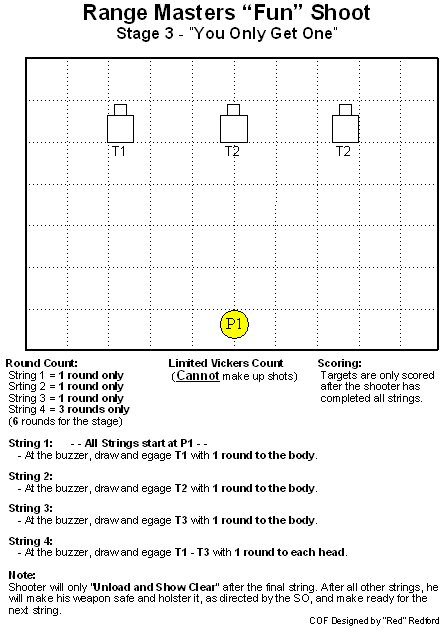 Range Masters “Fun” Shoot
Stage 3 - "You Only Get One"
T1
T2
T2
P1
Round Count:
String 1 = 1 round only
Srting 2 = 1 round only
String 3 = 1 round only
String 4 = 3 rounds only
(6 rounds for the stage)
Limited Vickers Count
(Cannot make up shots)
Scoring:
Targets are only scored
after the shooter has
completed all strings.
String 1: - - All Strings start at P1 - -
- At the buzzer, draw and egage T1 with 1 round to the body.
String 2:
- At the buzzer, draw and egage T2 with 1 round to the body.
String 3:
- At the buzzer, draw and egage T3 with 1 round to the body.
String 4:
- At the buzzer, draw and egage T1 - T3 with 1 round to each head.
Note:
Shooter will only "Unload and Show Clear" after the final string. After all other strings, he
will make his weapon safe and holster it, as directed by the SO, and make ready for the
next string.
COF Designed by "Red" Redford